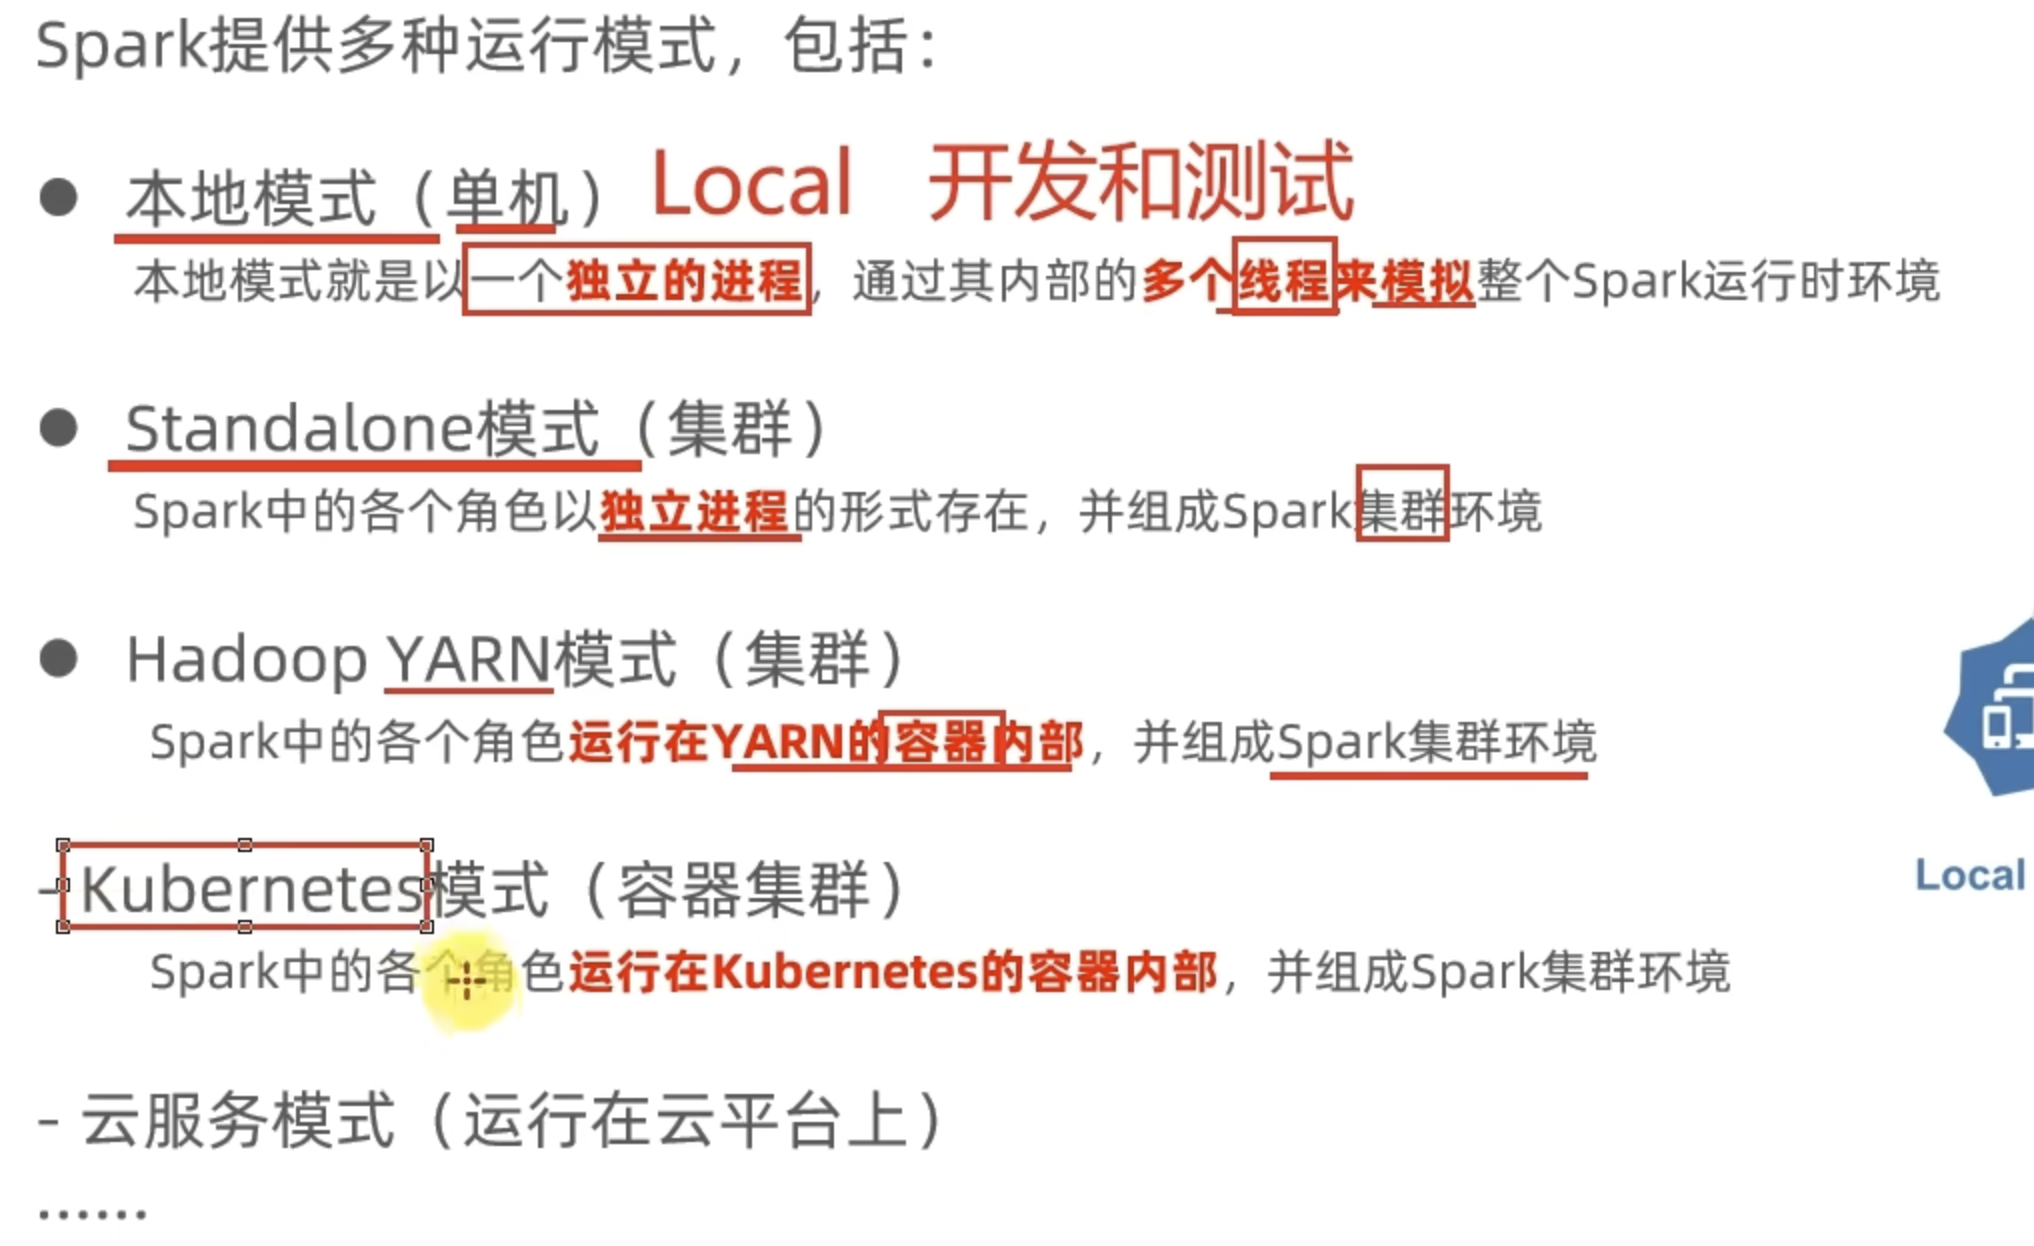 Spark提供多种运行模式，包括：
本地模式（单机） Local 开发和测试
本地模式就是以一个独立的进程，通过其内部的多个线程来模拟整个Spark运行时环境
Standalone模式（集群）
Spark中的各个角色以独立进程的形式存在，并组成Spark集群环境
Hadoop YARN模式（集群）
Spark中的各个角色运行在YARN的容器内部，并组成Spark集群环境
- Kubernetes模式（容器集群）
Spark中的各个角色运行在Kubernetes的容器内部，并组成Spark集群环境
Local
- 云服务模式（运行在云平台上）
……